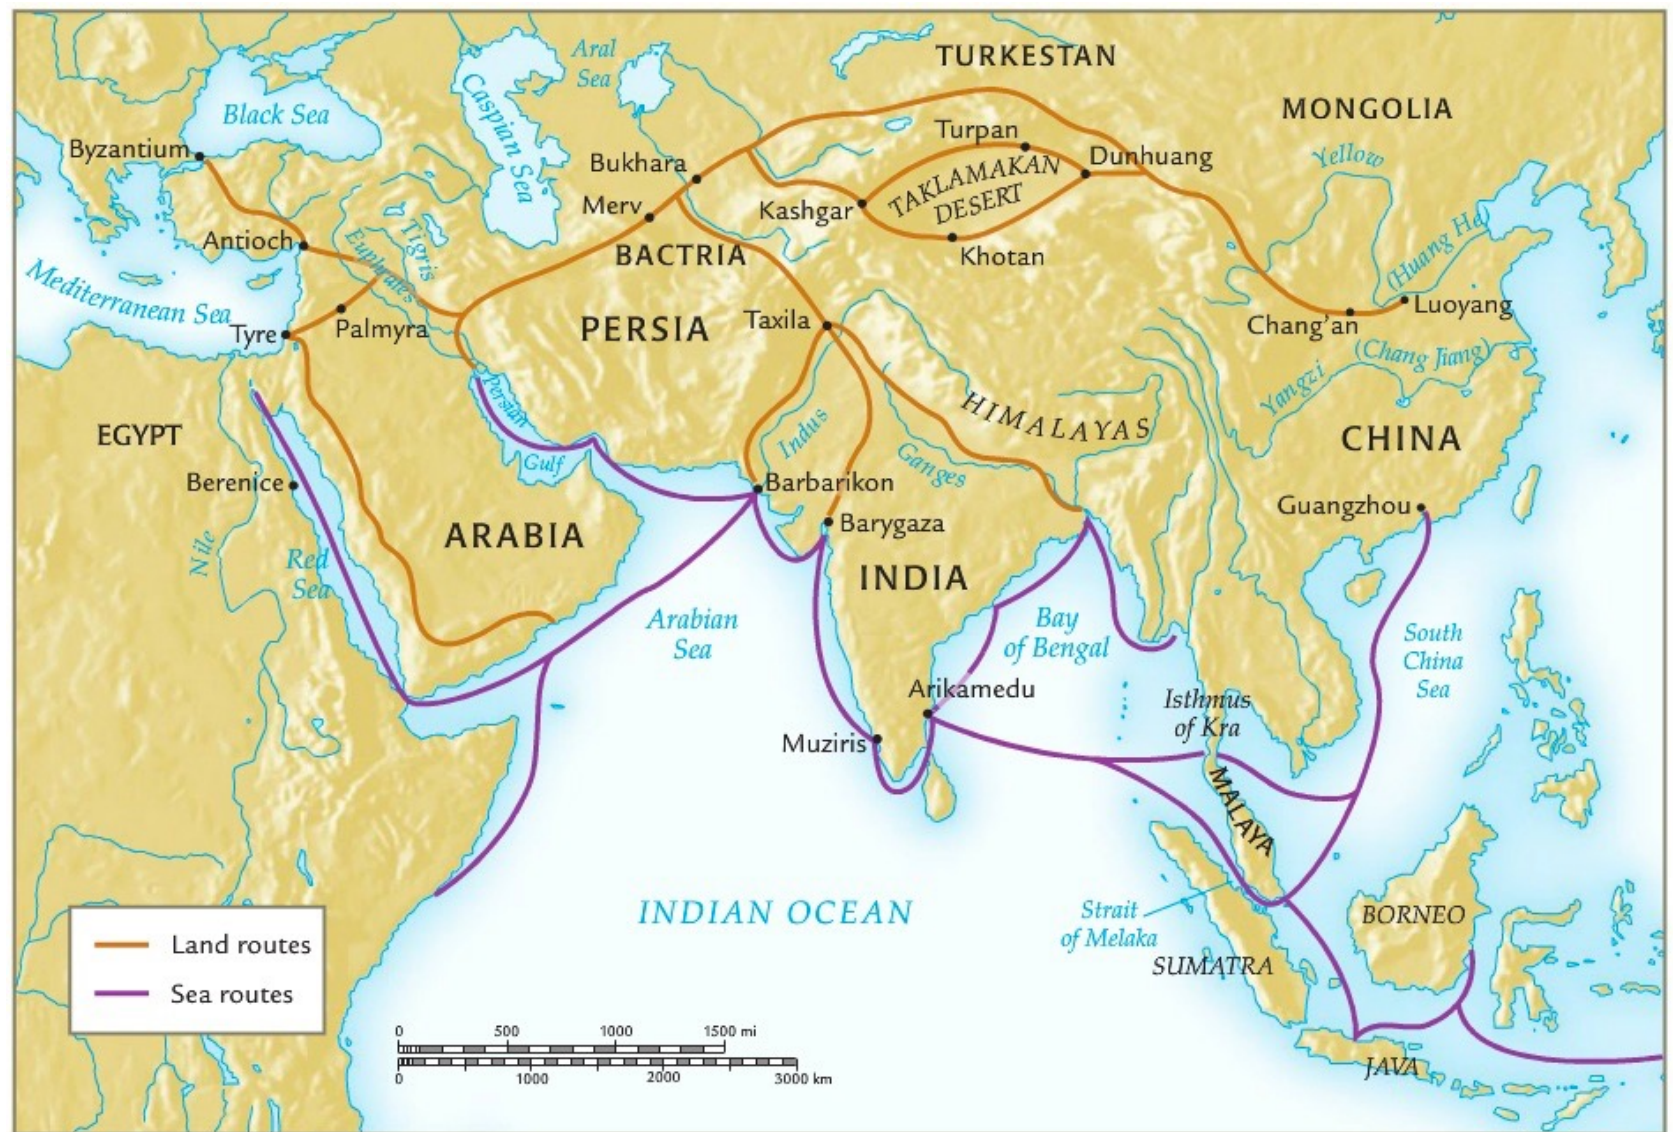 Aral
Sea
TURKESTAN
MONGOLIA
Black Sea
Caspian Sea
Byzantium
Turpan
Dunhuang
Yellow
Bukhara
TAKLAMAKAN
DESERT
Merv
Kashgar
Antioch
Tigris
Euphrates
BACTRIA
Khotan
(Huang He)
Mediterranean Sea
Tyre
Palmyra
PERSIA
Taxila
Chang'an
Luoyang
Yangzi
(Chang Jiang)
Persian
Gulf
HIMALAYAS
EGYPT
Indus
Ganges
CHINA
Berenice
Barbarikon
Guangzhou
Nile
Red
Sea
ARABIA
Barygaza
INDIA
Arabian
Sea
Bay
of Bengal
South
China
Sea
Arikamedu
Isthmus
of Kra
Muziris
MALAYA
INDIAN OCEAN
Strait
of Melaka
BORNEO
SUMATRA
JAVA
Land routes
Sea routes
0 500 1000 1500 mi
0 1000 2000 3000 km